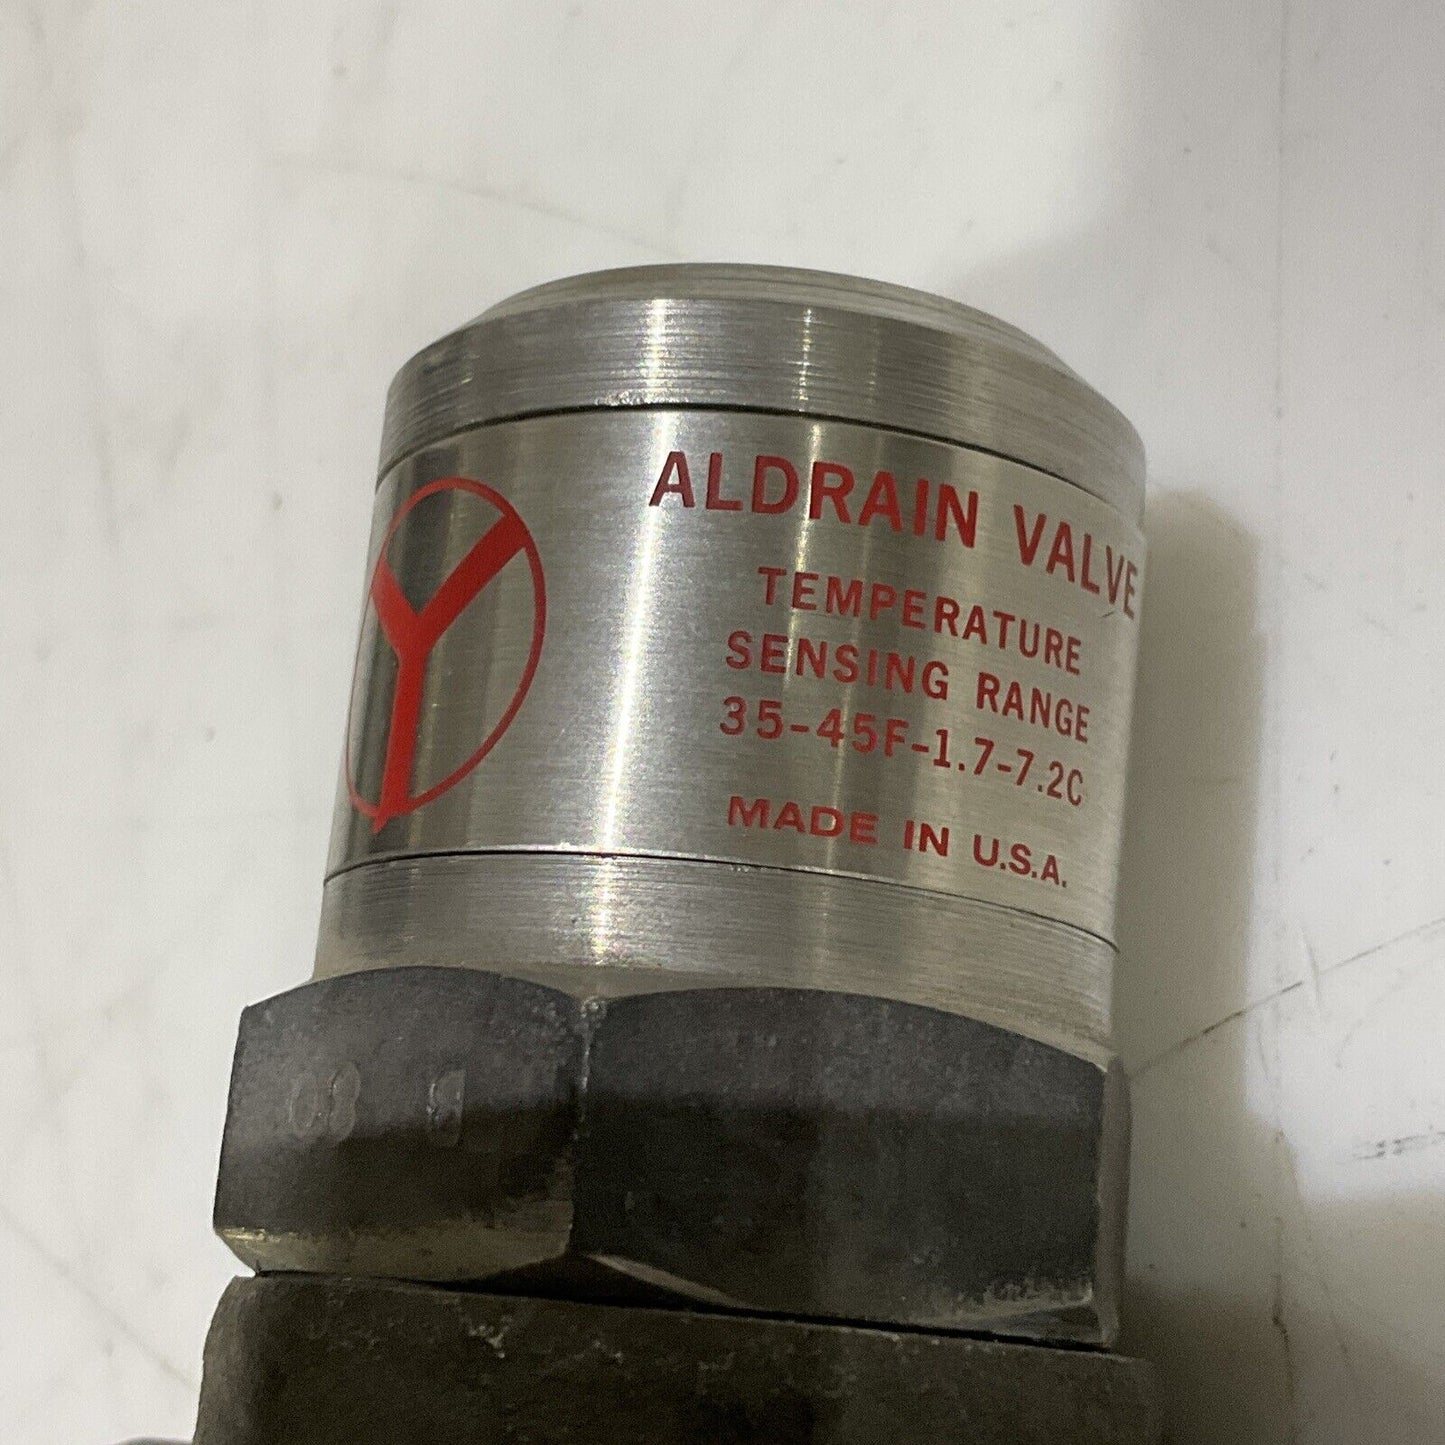 ALDRAIN VALVE
TEMPERATURE
SENSING RANGE
35-45F-1.7-7.2C
MADE IN U.S.A.